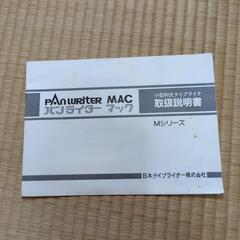 PAN WRITER MAC
パンライター マック
小型和文タイプライタ
取扱説明書
Mシリーズ
日本タイプライター株式会社